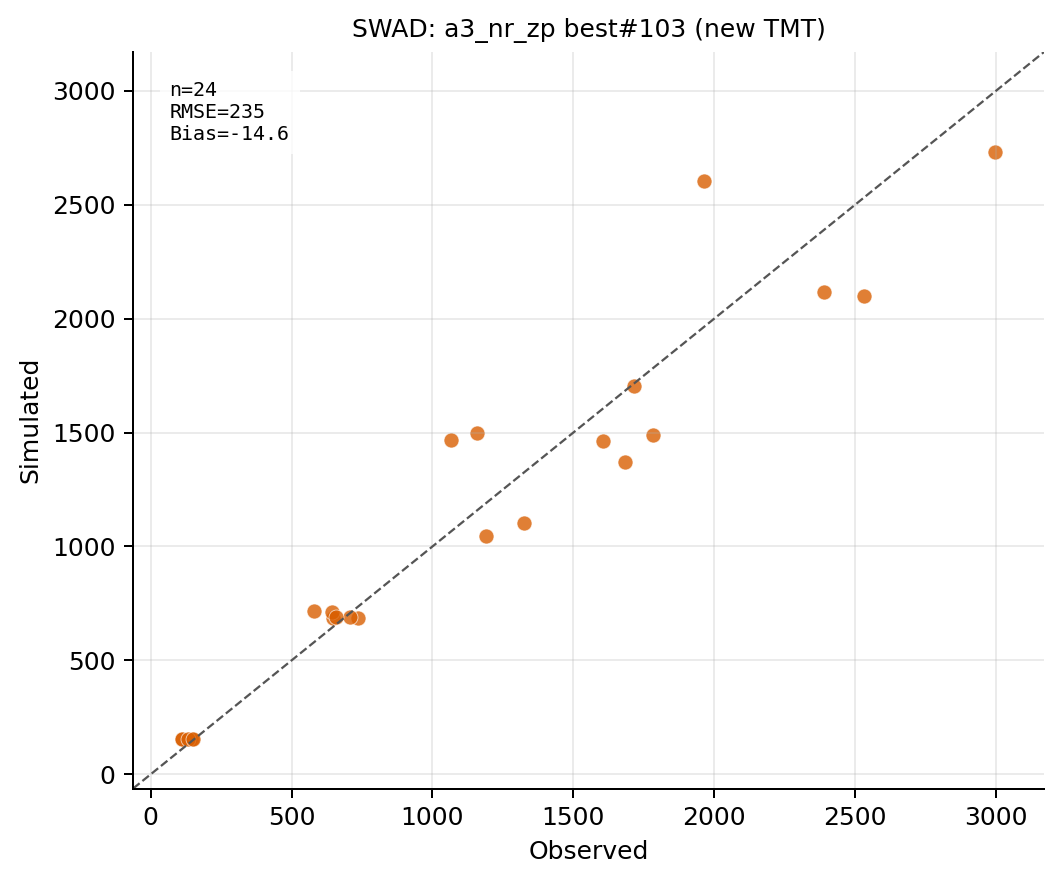 SWAD: a3_nr_zp best#103 (new TMT)
n=24
RMSE=235
Bias=-14.6
3000
2500
2000
1500
1000
500
0
Simulated
0 500 1000 1500 2000 2500 3000
Observed